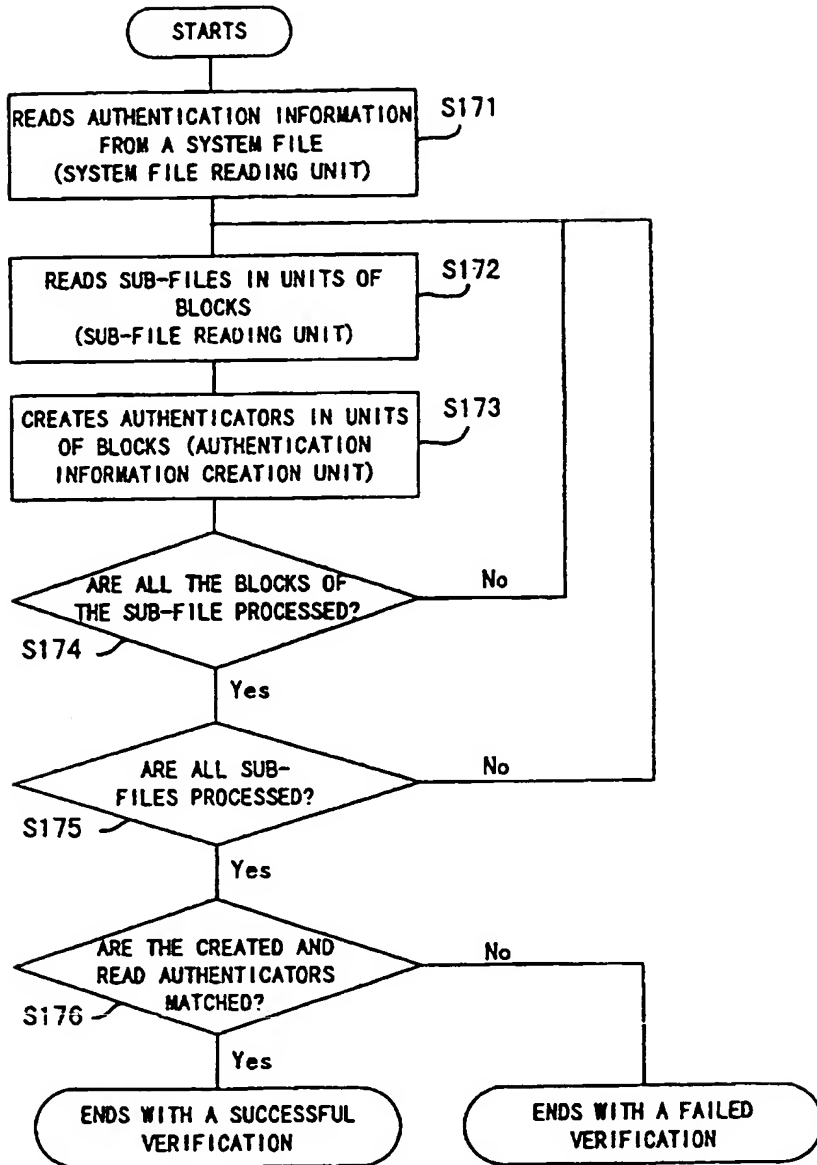 STARTS
READS AUTHENTICATION INFORMATION
FROM A SYSTEM FILE
(SYSTEM FILE READING UNIT)
S171
READS SUB-FILES IN UNITS OF
BLOCKS
(SUB-FILE READING UNIT)
S172
CREATES AUTHENTICATORS IN UNITS
OF BLOCKS (AUTHENTICATION
INFORMATION CREATION UNIT)
S173
ARE ALL THE BLOCKS OF
THE SUB-FILE PROCESSED?
No
S174
Yes
ARE ALL SUB-
FILES PROCESSED?
No
S175
Yes
ARE THE CREATED AND
READ AUTHENTICATORS
MATCHED?
No
S176
Yes
ENDS WITH A SUCCESSFUL
VERIFICATION
ENDS WITH A FAILED
VERIFICATION